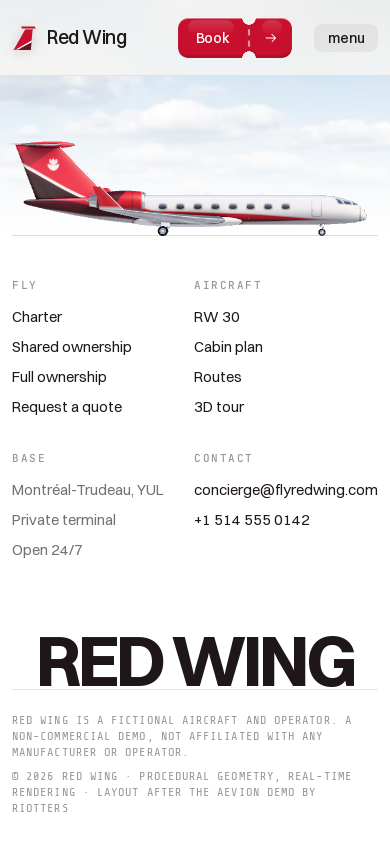 Red Wing
Book →
menu
FLY
Charter
Shared ownership
Full ownership
Request a quote
AIRCRAFT
RW 30
Cabin plan
Routes
3D tour
BASE
Montréal-Trudeau, YUL
Private terminal
Open 24/7
CONTACT
concierge@flyredwing.com
+1 514 555 0142
RED WING
RED WING IS A FICTIONAL AIRCRAFT AND OPERATOR. A
NON-COMMERCIAL DEMO, NOT AFFILIATED WITH ANY
MANUFACTURER OR OPERATOR.
© 2026 RED WING · PROCEDURAL GEOMETRY, REAL-TIME
RENDERING · LAYOUT AFTER THE AEVION DEMO BY
RIOTTERS